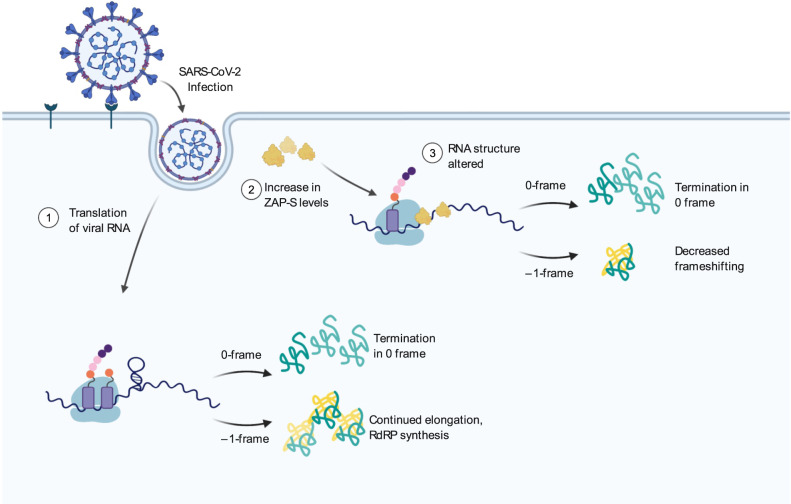 SARS-CoV-2
Infection
1
Translation
of viral RNA
2
Increase in
ZAP-S levels
3
RNA structure
altered
0-frame
Termination in
0 frame
–1-frame
Decreased
frameshifting
0-frame
Termination
in 0 frame
–1-frame
Continued elongation,
RdRP synthesis